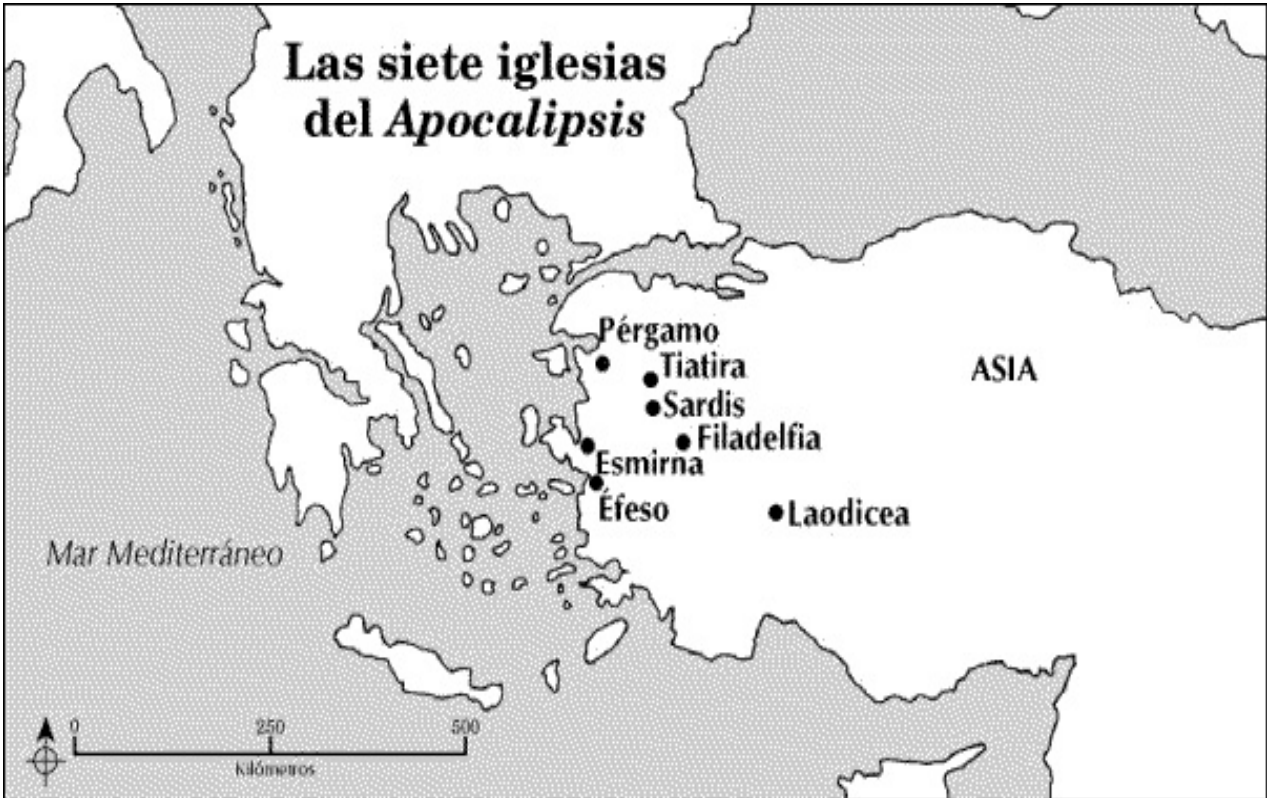 Las siete iglesias
del Apocalipsis
Pérgamo
Tiatira
ASIA
Sardis
Filadelfia
Esmirna
Éfeso
Laodicea
Mar Mediterráneo
0 250 500
Kilómetros